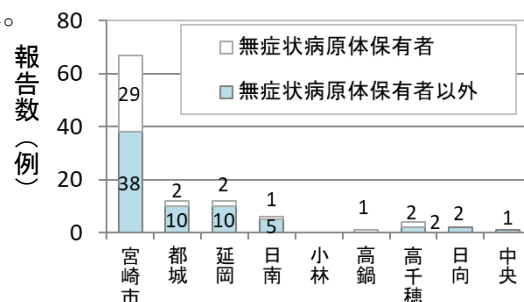 。
報告数（例）
80
60
40
20
0
無症状病原体保有者
無症状病原体保有者以外
29
38
2
10
2
10
1
5
1
2
2
2
1
宮崎市
都城
延岡
日南
小林
高鍋
高千穂
日向
中央